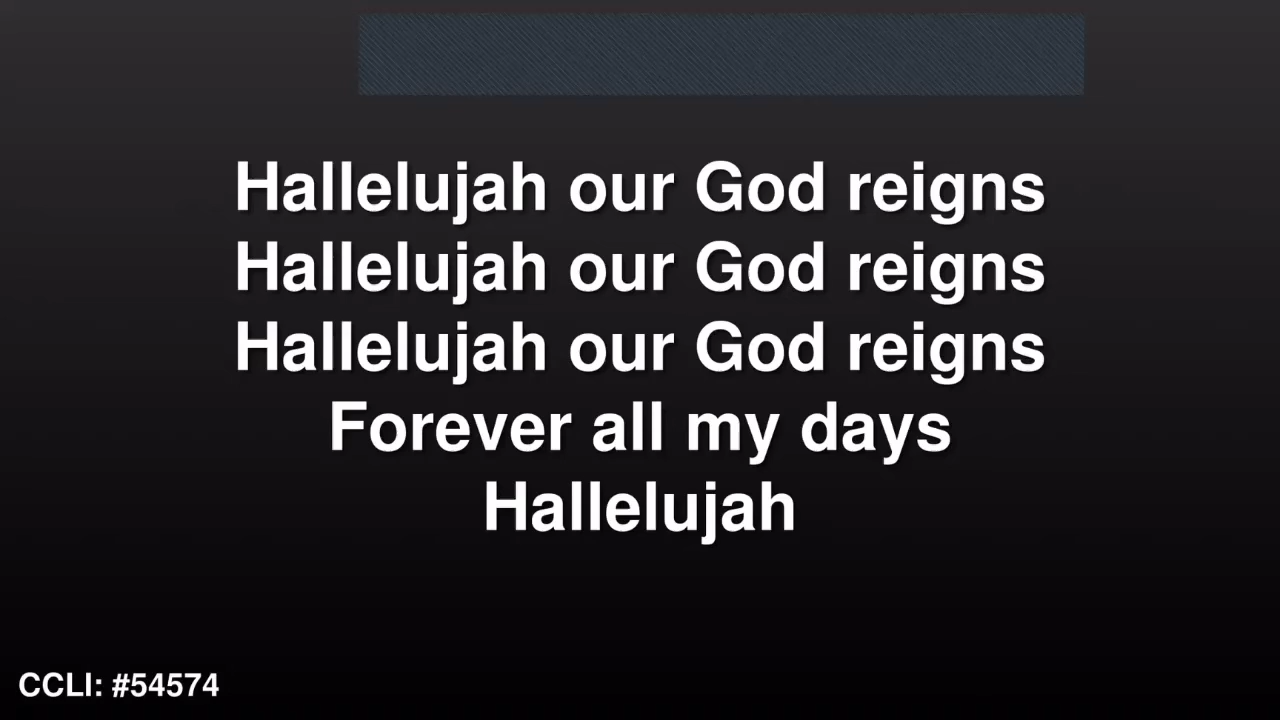 Hallelujah our God reigns
Hallelujah our God reigns
Hallelujah our God reigns
Forever all my days
Hallelujah
CCLI: #54574